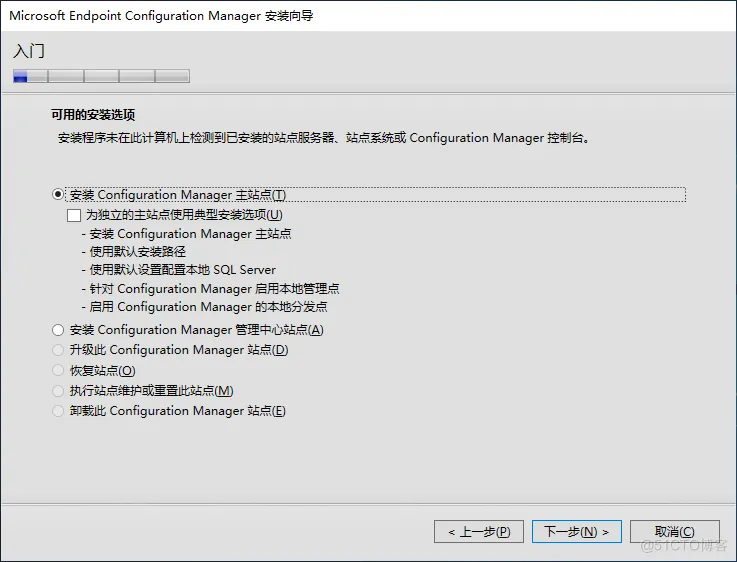 Microsoft Endpoint Configuration Manager 安装向导
入门
可用的安装选项
安装程序未在此计算机上检测到已安装的站点服务器、站点系统或 Configuration Manager 控制台。
安装 Configuration Manager 主站点(T)
为独立的主站点使用典型安装选项(U)
- 安装 Configuration Manager 主站点
- 使用默认安装路径
- 使用默认设置配置本地 SQL Server
- 针对 Configuration Manager 启用本地管理点
- 启用 Configuration Manager 的本地分发点
安装 Configuration Manager 管理中心站点(A)
升级此 Configuration Manager 站点(D)
恢复站点(O)
执行站点维护或重置此站点(M)
卸载此 Configuration Manager 站点(E)
< 上一步(P) 下一步(N) > 取消(C)
@51CTO博客